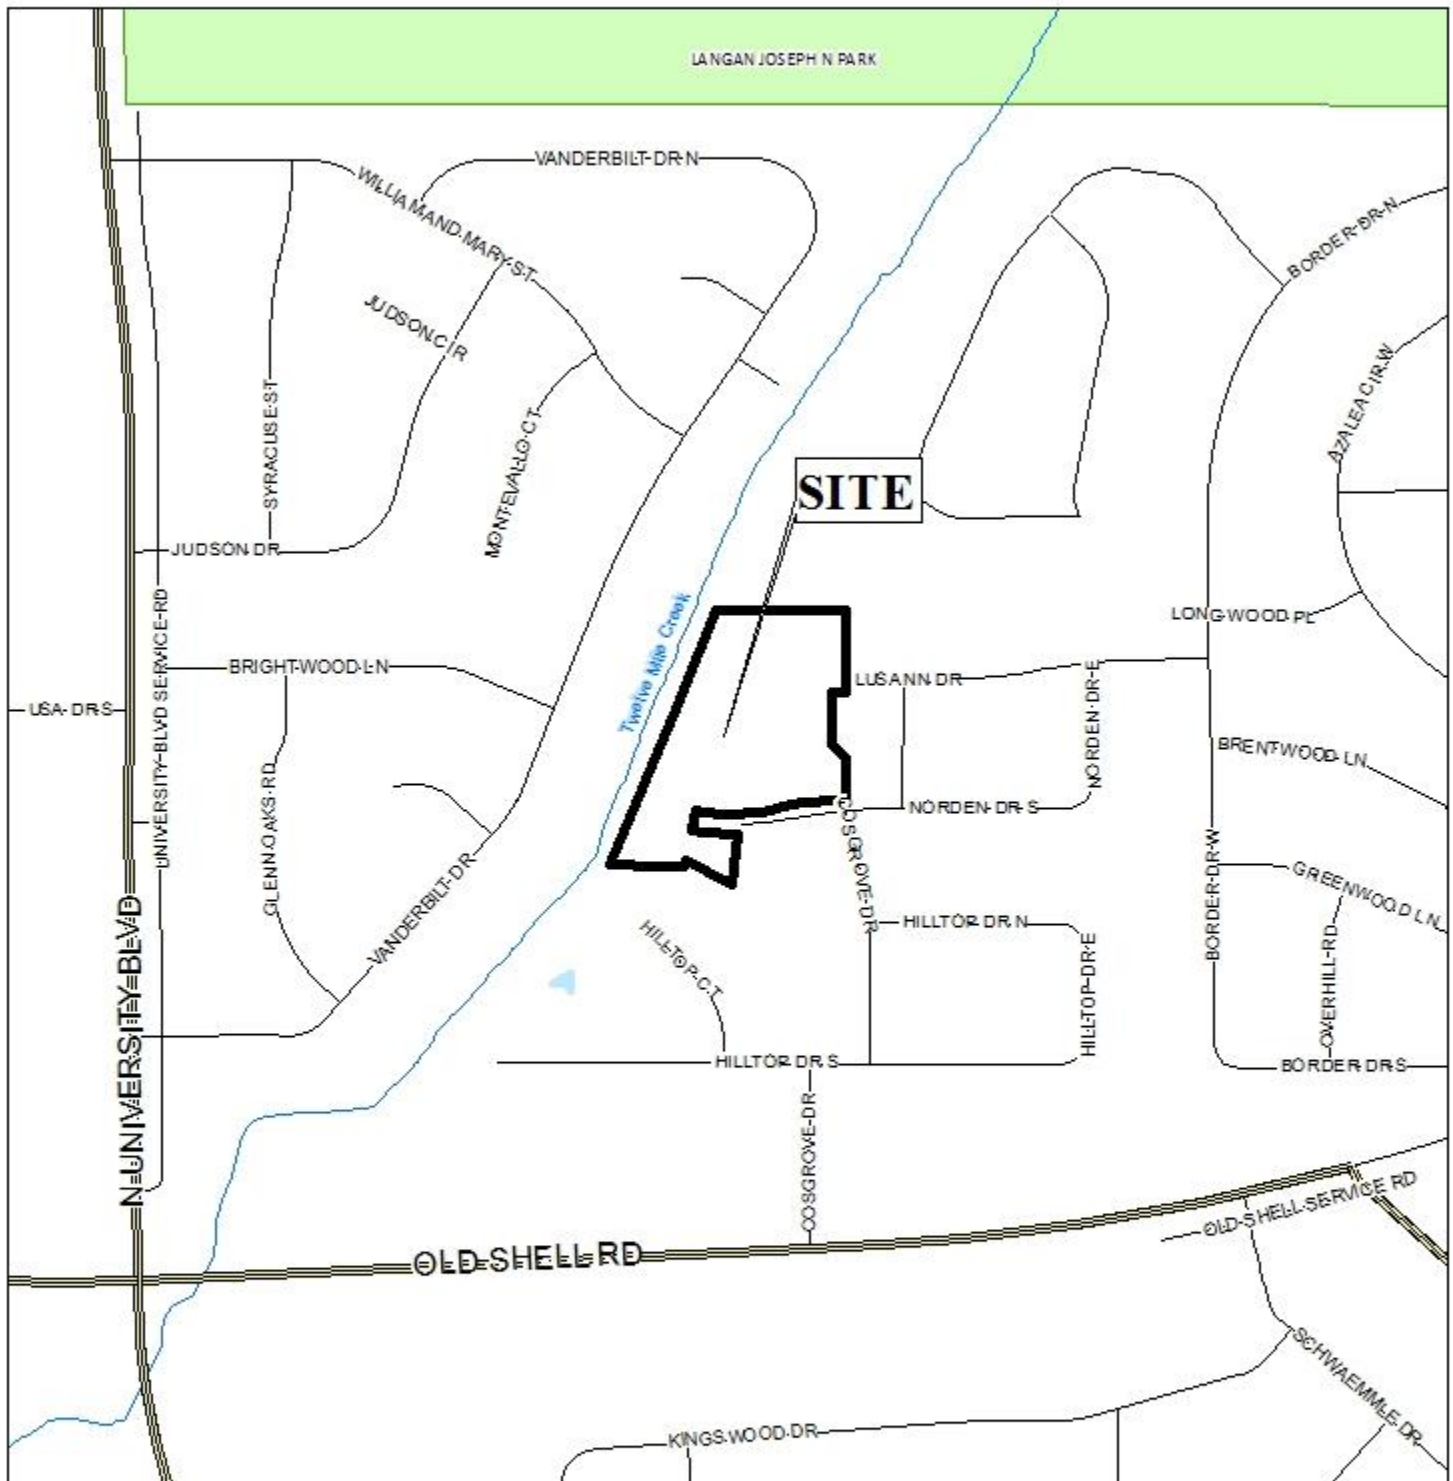 LANGAN JOSEPH N PARK
VANDERBILT DR N
WILLIAM AND MARY ST
BORDER DR N
JUDSON CIR
AZALEA CIR W
SYRACUSE ST
MONTEVALLO CT
SITE
JUDSON DR
UNIVERSITY BLVD SERVICE RD
Twelve Mile Creek
LONGWOOD PL
BRIGHTWOOD LN
LUSANN DR
NORDEN DR E
USA DR S
BRENTWOOD LN
GLENN OAKS RD
NORDEN DR S
COSGROVE DR
VANDERBILT DR
BORDER DR W
GREENWOOD LN
N UNIVERSITY BLVD
HILLTOP DR N
HILLTOP CT
HILLTOP DR E
OVERHILL RD
HILLTOP DR S
BORDER DR S
COSGROVE DR
OLD SHELL SERVICE RD
OLD SHELL RD
SCHWAEMMLE DR
KINGSWOOD DR